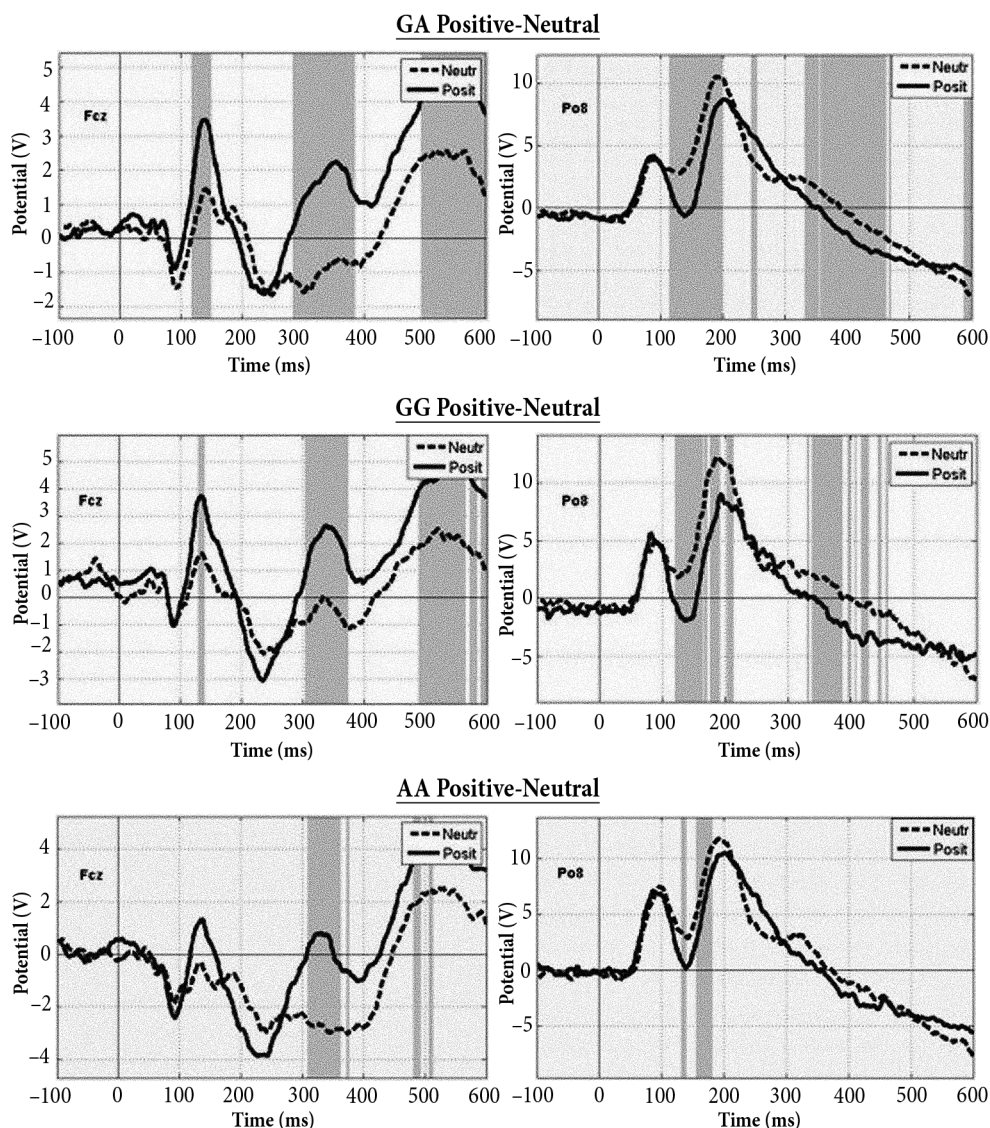 GA Positive-Neutral
5
4
3
2
1
0
–1
–2
Potential (V)
Fcz
Neutr
Posit
–100 0 100 200 300 400 500 600
Time (ms)
10
5
0
–5
Potential (V)
Po8
Neutr
Posit
–100 0 100 200 300 400 500 600
Time (ms)
GG Positive-Neutral
5
4
3
2
1
0
–1
–2
–3
Potential (V)
Fcz
Neutr
Posit
–100 0 100 200 300 400 500 600
Time (ms)
10
5
0
–5
Potential (V)
Po8
Neutr
Posit
–100 0 100 200 300 400 500 600
Time (ms)
AA Positive-Neutral
4
2
0
–2
–4
Potential (V)
Fcz
Neutr
Posit
–100 0 100 200 300 400 500 600
Time (ms)
10
5
0
–5
Potential (V)
Po8
Neutr
Posit
–100 0 100 200 300 400 500 600
Time (ms)